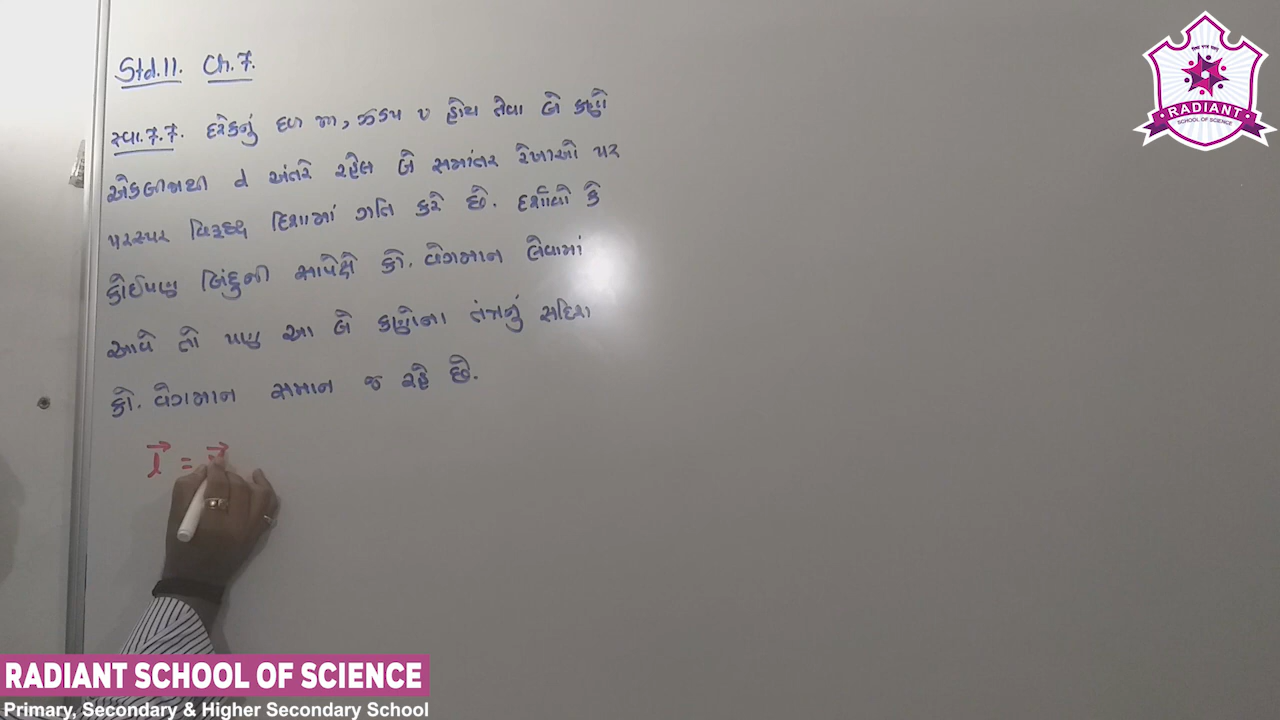 Std.11. Ch.7.
સ્વા.7.7. દરેકનું દળ m, ઝડપ v હોય તેવા બે કણો
એકબીજાથી d અંતરે રહેલ બે સમાંતર રેખાઓ પર
પરસ્પર વિરૂદ્ધ દિશામાં ગતિ કરે છે. દર્શાવો કે
કોઈપણ બિંદુની સાપેક્ષે કો. વેગમાન લેવામાં
આવે તો પણ આ બે કણોના તંત્રનું સદિશ
કો. વેગમાન સમાન જ રહે છે.
l⃗ =
RADIANT
SCHOOL OF SCIENCE
RADIANT SCHOOL OF SCIENCE
Primary, Secondary & Higher Secondary School